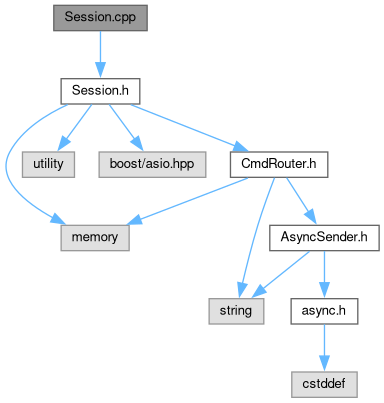 Session.cpp
Session.h
utility
boost/asio.hpp
CmdRouter.h
memory
AsyncSender.h
string
async.h
cstddef